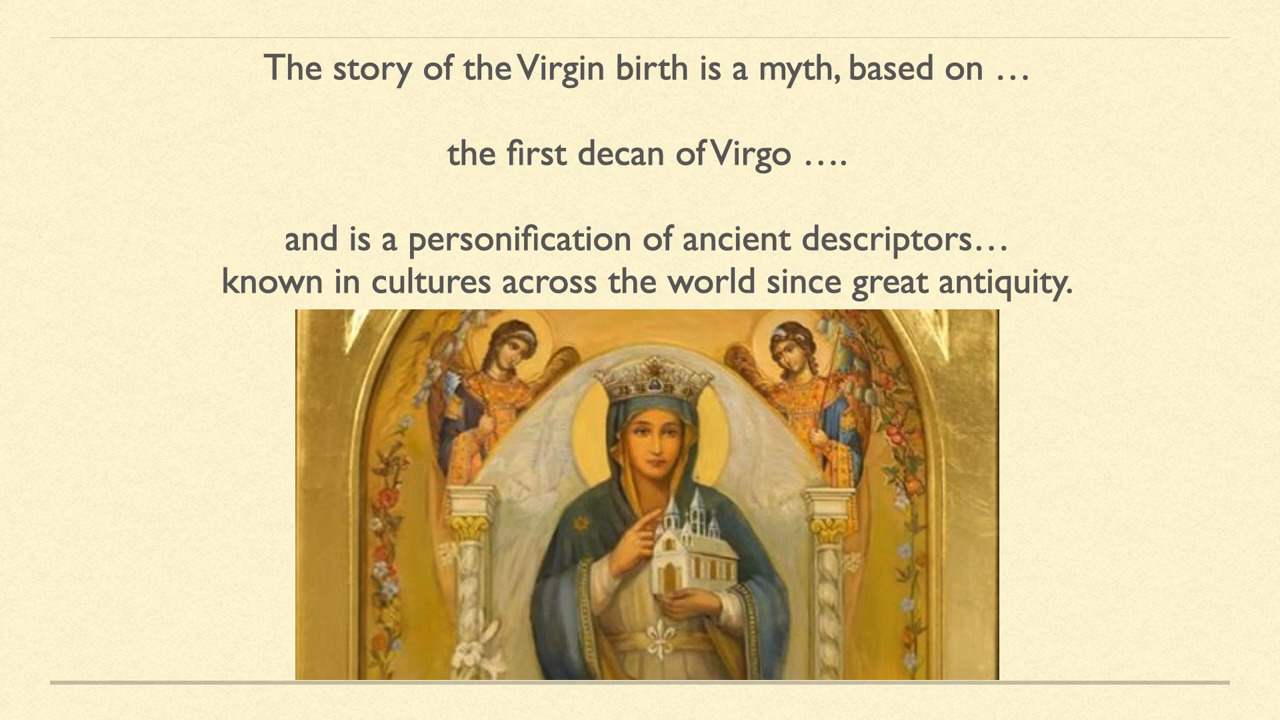 The story of the Virgin birth is a myth, based on …
the first decan of Virgo ….
and is a personification of ancient descriptors…
known in cultures across the world since great antiquity.